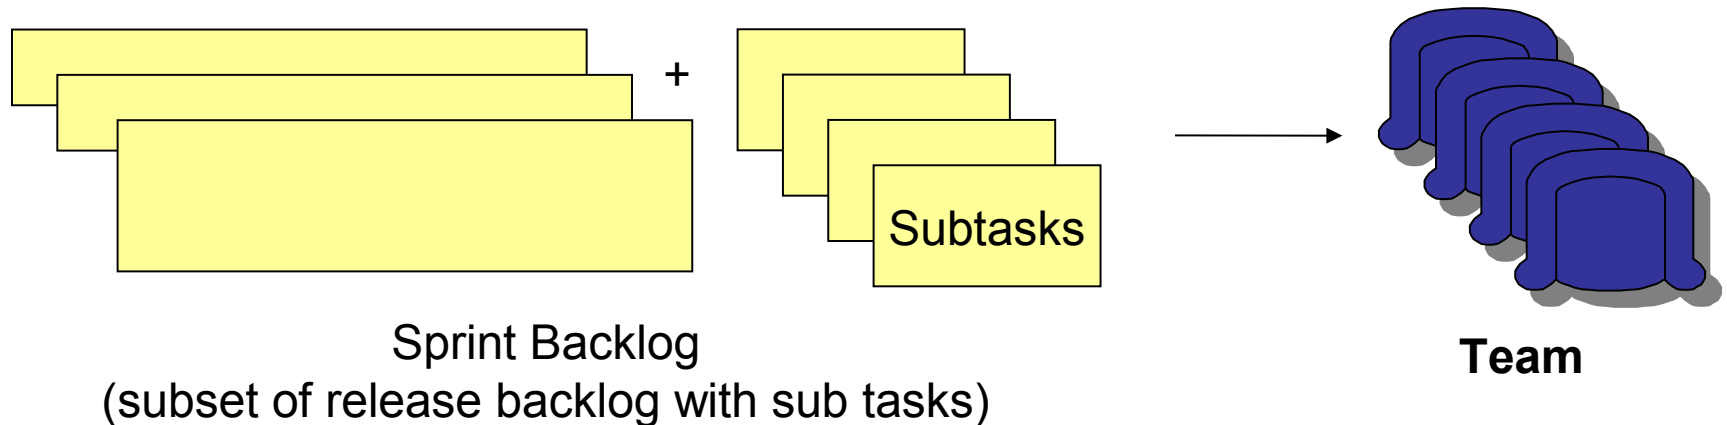 +
Subtasks
Sprint Backlog
(subset of release backlog with sub tasks)
Team